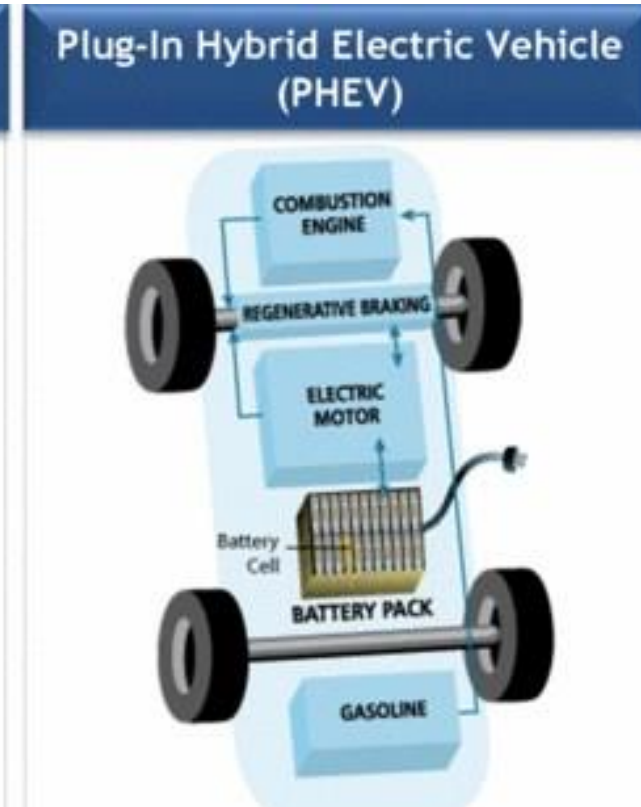 Plug-In Hybrid Electric Vehicle
(PHEV)
COMBUSTION
ENGINE
REGENERATIVE BRAKING
ELECTRIC
MOTOR
Battery
Cell
BATTERY PACK
GASOLINE